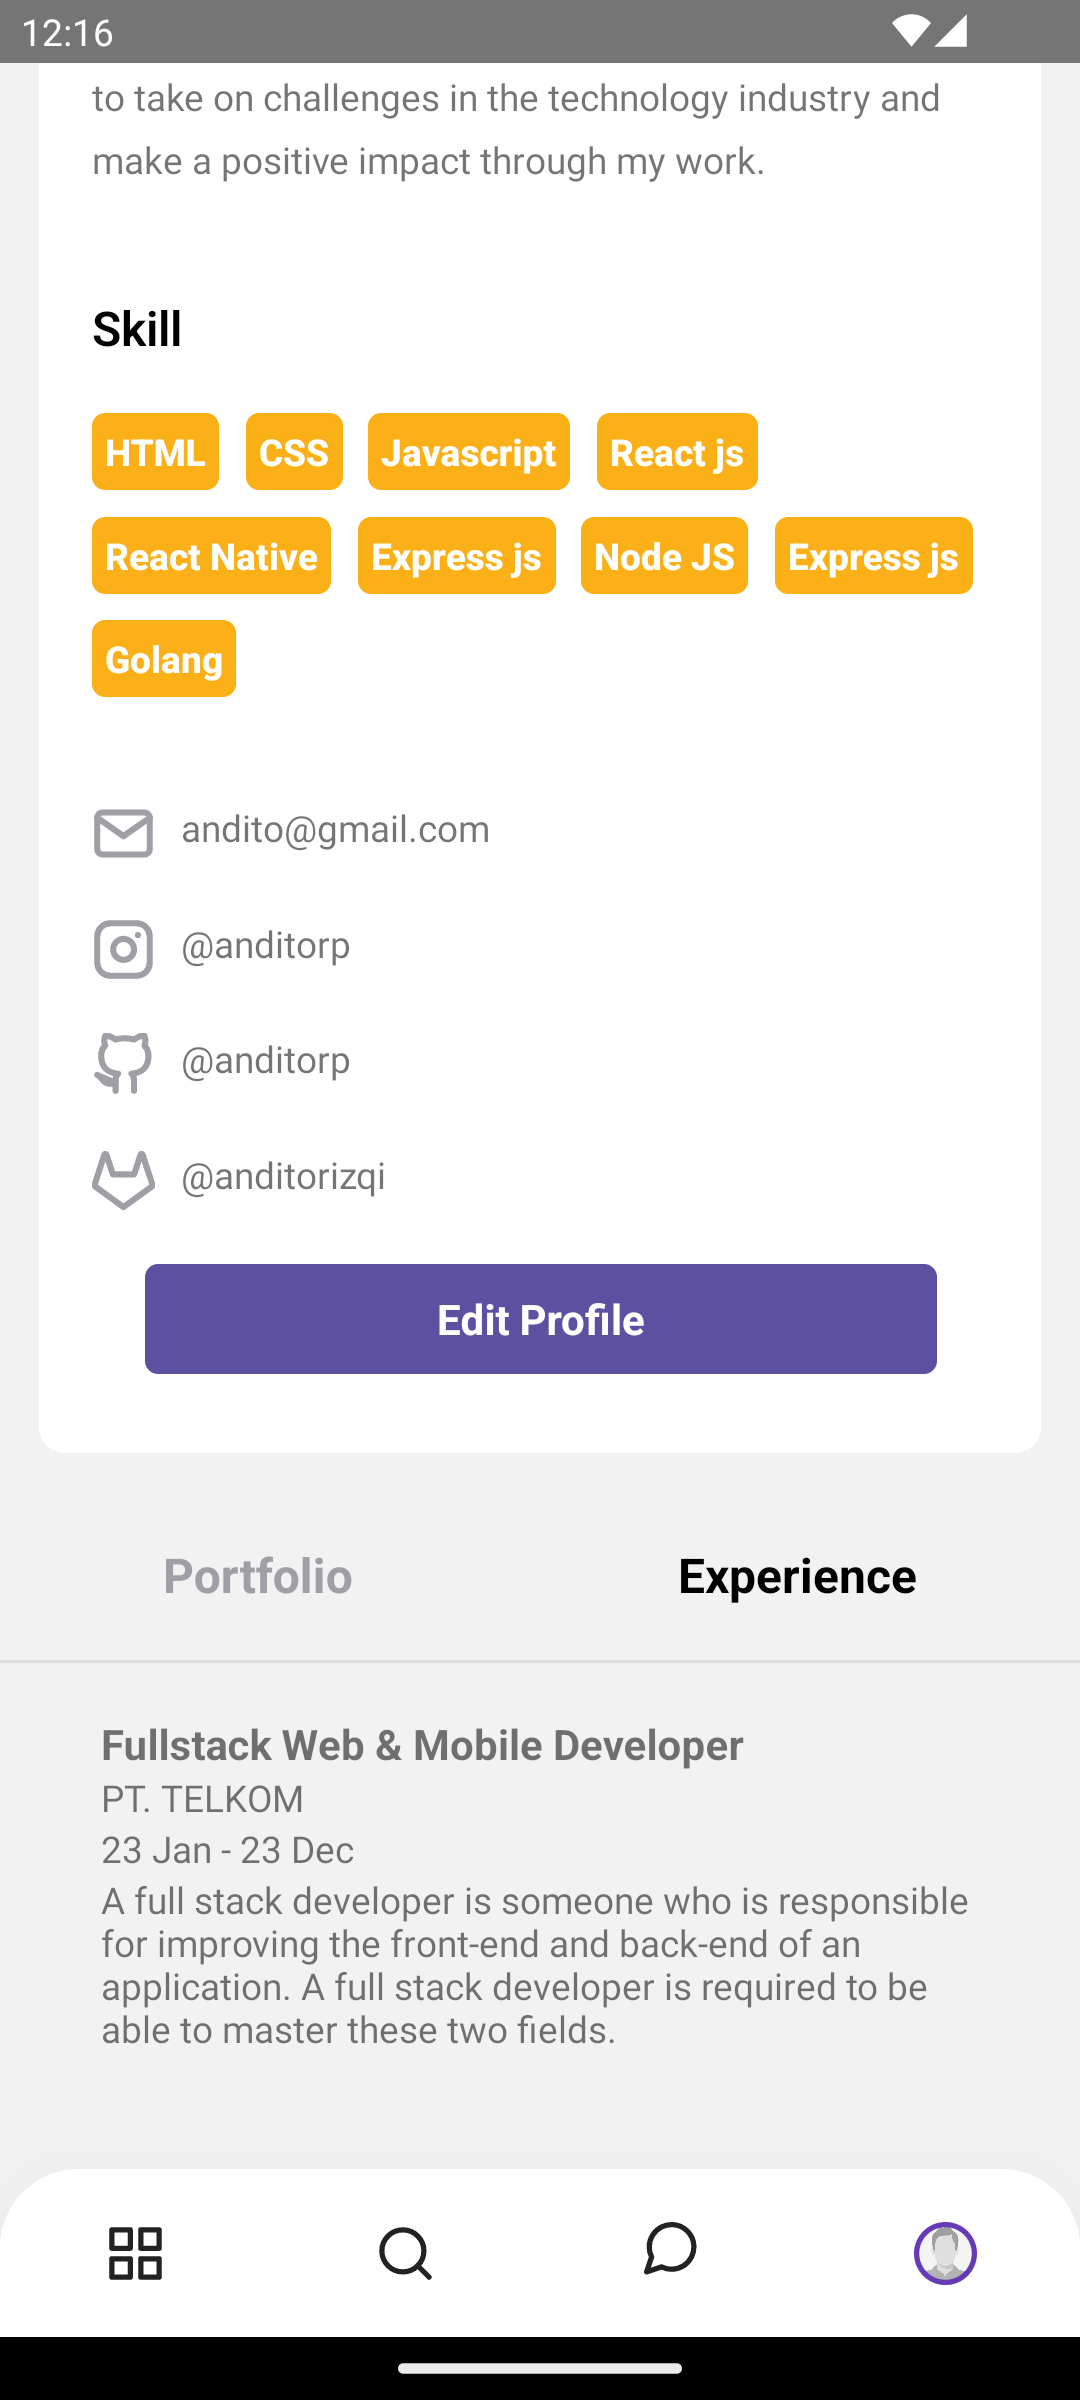 12:16
to take on challenges in the technology industry and
make a positive impact through my work.
Skill
HTML CSS Javascript React js
React Native Express js Node JS Express js
Golang
andito@gmail.com
@anditorp
@anditorp
@anditorizqi
Edit Profile
Portfolio Experience
Fullstack Web & Mobile Developer
PT. TELKOM
23 Jan - 23 Dec
A full stack developer is someone who is responsible
for improving the front-end and back-end of an
application. A full stack developer is required to be
able to master these two fields.